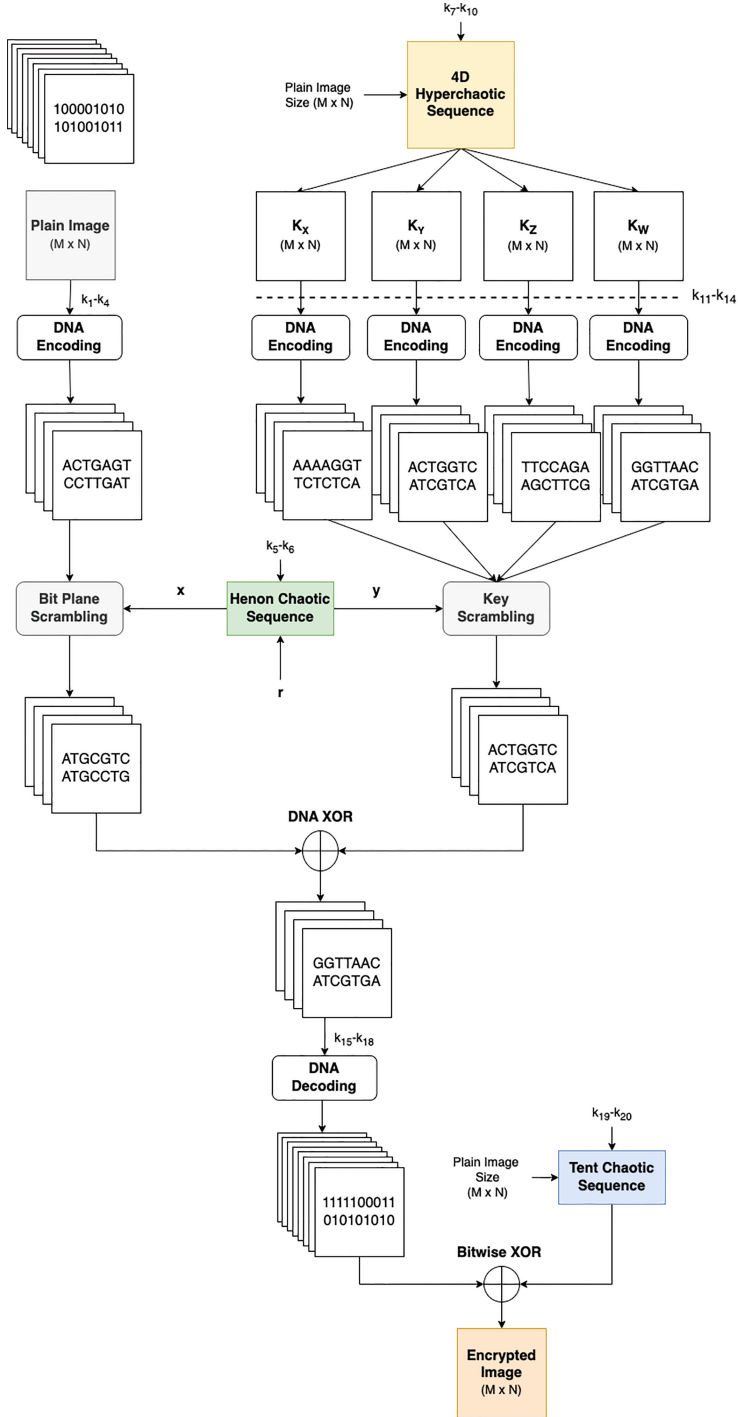 k7-k10
4D
Hyperchaotic
Sequence
Plain Image
Size (M x N)
100001010
101001011
Plain Image
(M x N)
KX
(M x N)
KY
(M x N)
KZ
(M x N)
KW
(M x N)
k1-k4
k11-k14
DNA
Encoding
DNA
Encoding
DNA
Encoding
DNA
Encoding
DNA
Encoding
ACTGAGT
CCTTGAT
AAAAGGT
TCTCTCA
ACTGGTC
ATCGTCA
TTCCAGA
AGCTTCG
GGTTAAC
ATCGTGA
k5-k6
Bit Plane
Scrambling
x
Henon Chaotic
Sequence
y
Key
Scrambling
r
ATGCGTC
ATGCCTG
ACTGGTC
ATCGTCA
DNA XOR
GGTTAAC
ATCGTGA
k15-k18
DNA
Decoding
k19-k20
Plain Image
Size
(M x N)
Tent Chaotic
Sequence
1111100011
010101010
Bitwise XOR
Encrypted
Image
(M x N)